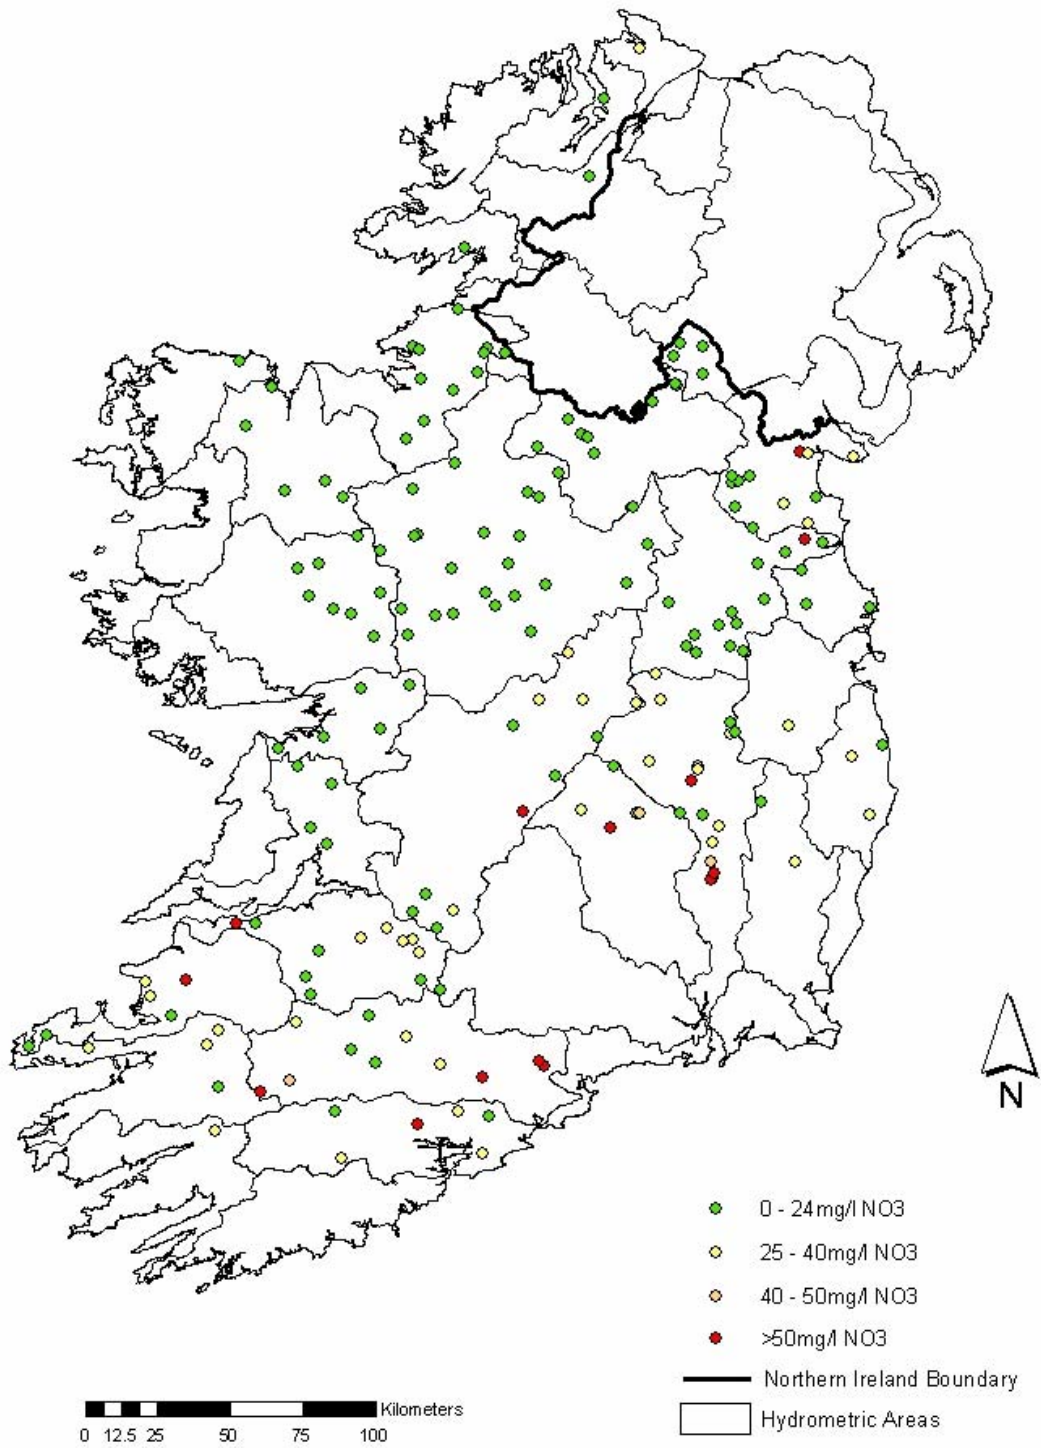 N
0 - 24mg/l NO3
25 - 40mg/l NO3
40 - 50mg/l NO3
>50mg/l NO3
Northern Ireland Boundary
Hydrometric Areas
Kilometers
0 12.5 25 50 75 100